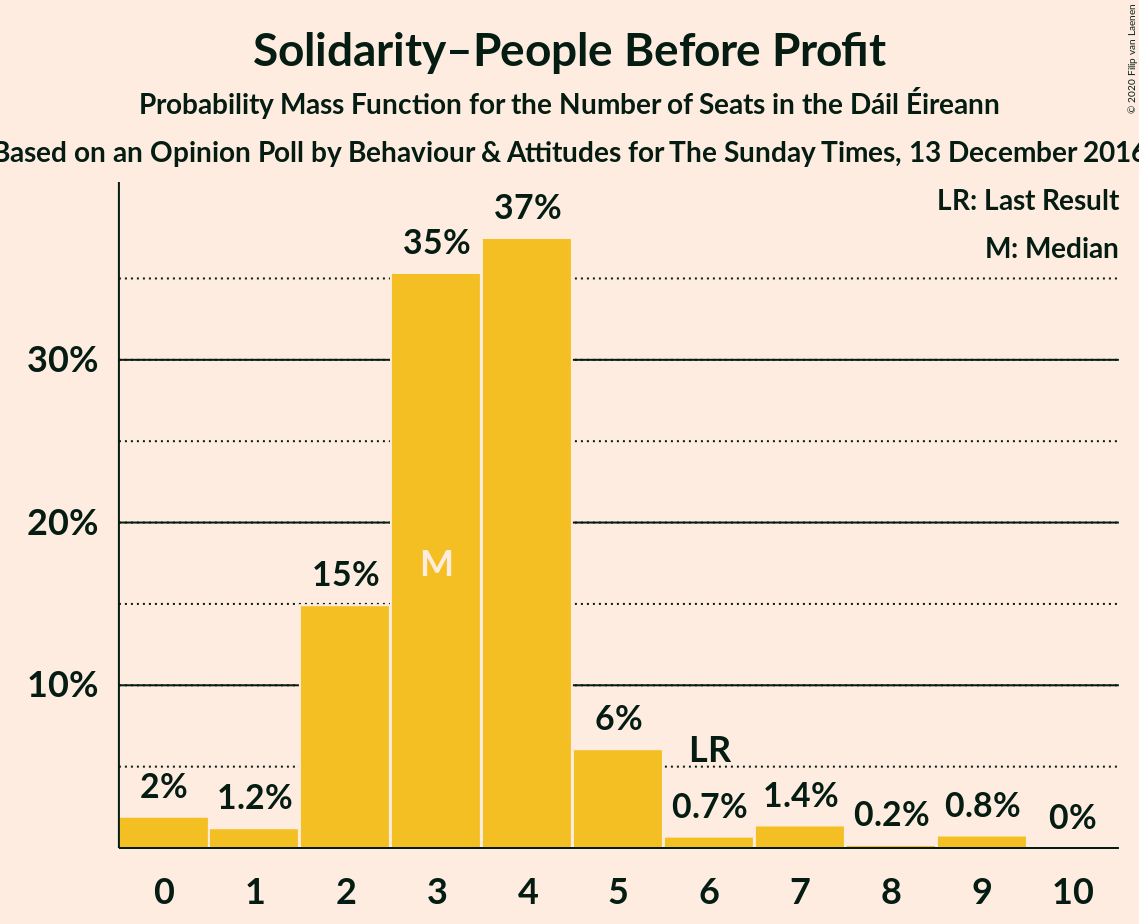 Solidarity–People Before Profit
Probability Mass Function for the Number of Seats in the Dáil Éireann
Based on an Opinion Poll by Behaviour & Attitudes for The Sunday Times, 13 December 2016
© 2020 Filip van Laenen
LR: Last Result
M: Median
37%
35%
30%
M
20%
15%
10%
6%
LR
2%
1.2%
0.7%
1.4%
0.2%
0.8%
0%
0 1 2 3 4 5 6 7 8 9 10